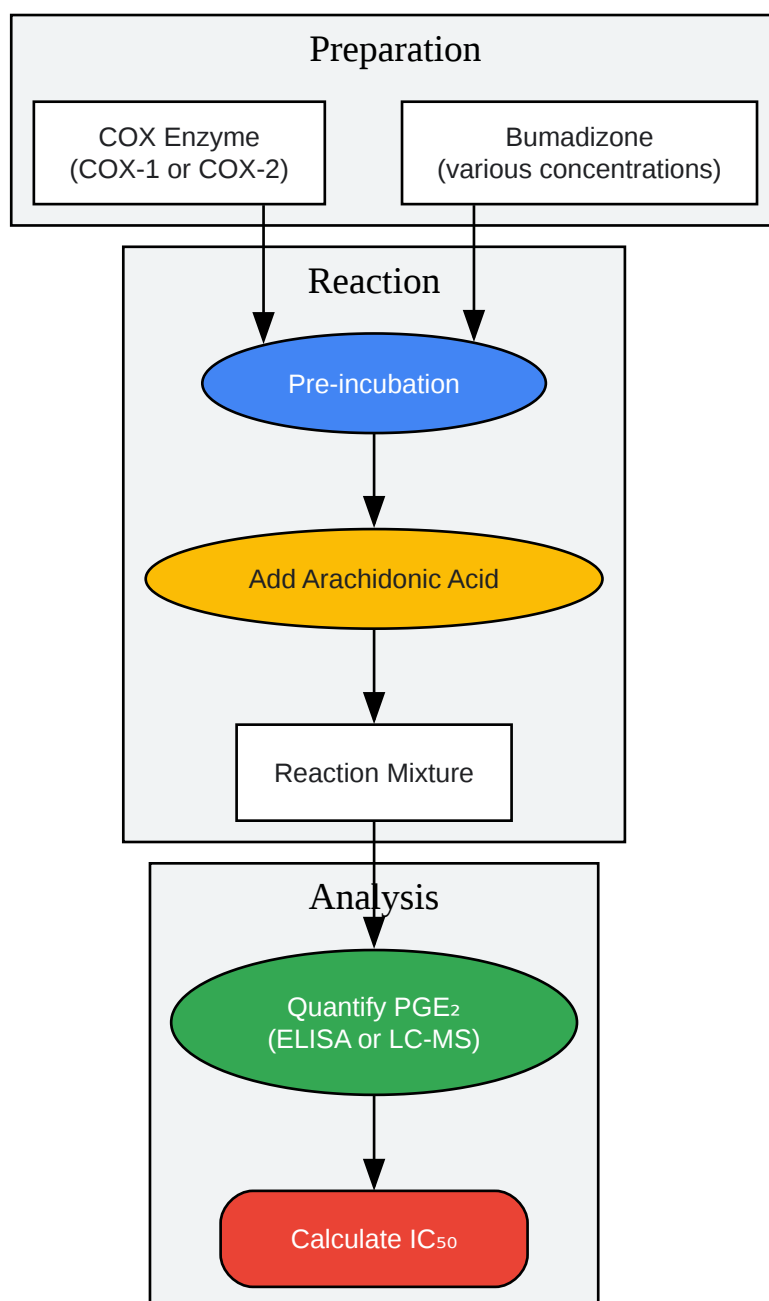 Preparation
COX Enzyme
(COX-1 or COX-2)
Bumadizone
(various concentrations)
Reaction
Pre-incubation
Add Arachidonic Acid
Reaction Mixture
Analysis
Quantify PGE₂
(ELISA or LC-MS)
Calculate IC₅₀